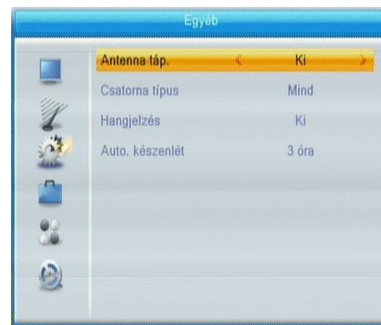 Egyéb
Antenna táp. Ki
Csatorna típus Mind
Hangjelzés Ki
Auto. készenlét 3 óra